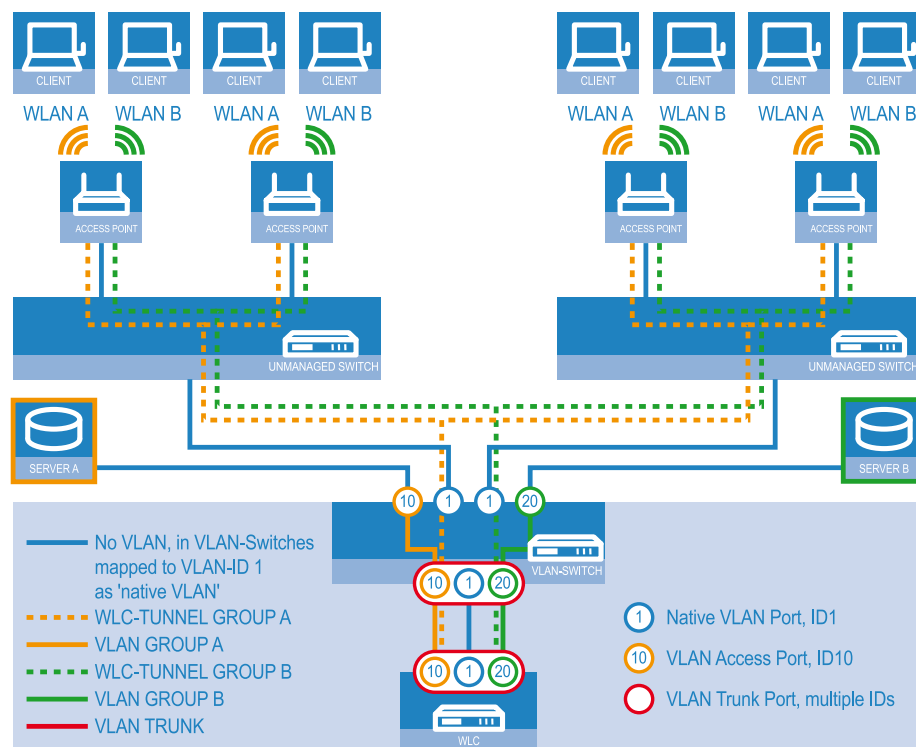 CLIENT CLIENT CLIENT CLIENT CLIENT CLIENT CLIENT CLIENT
WLAN A WLAN B WLAN A WLAN B WLAN A WLAN B WLAN A WLAN B
ACCESS POINT ACCESS POINT ACCESS POINT ACCESS POINT
UNMANAGED SWITCH UNMANAGED SWITCH
SERVER A SERVER B
10 1 1 20
VLAN-SWITCH
10 1 20
10 1 20
WLC
No VLAN, in VLAN-Switches
mapped to VLAN-ID 1
as 'native VLAN'
WLC-TUNNEL GROUP A
VLAN GROUP A
WLC-TUNNEL GROUP B
VLAN GROUP B
VLAN TRUNK
1 Native VLAN Port, ID1
10 VLAN Access Port, ID10
VLAN Trunk Port, multiple IDs